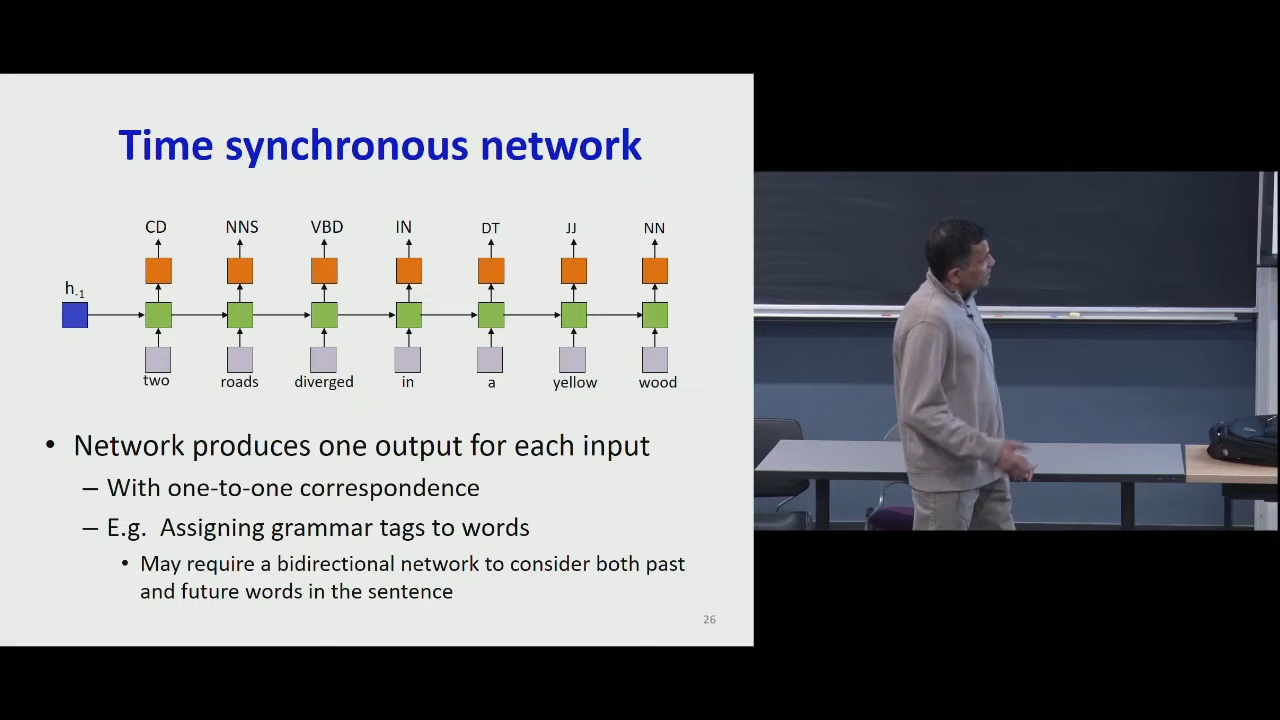 Time synchronous network
CD NNS VBD IN DT JJ NN
h-1
two roads diverged in a yellow wood
• Network produces one output for each input
– With one-to-one correspondence
– E.g. Assigning grammar tags to words
• May require a bidirectional network to consider both past
and future words in the sentence
26